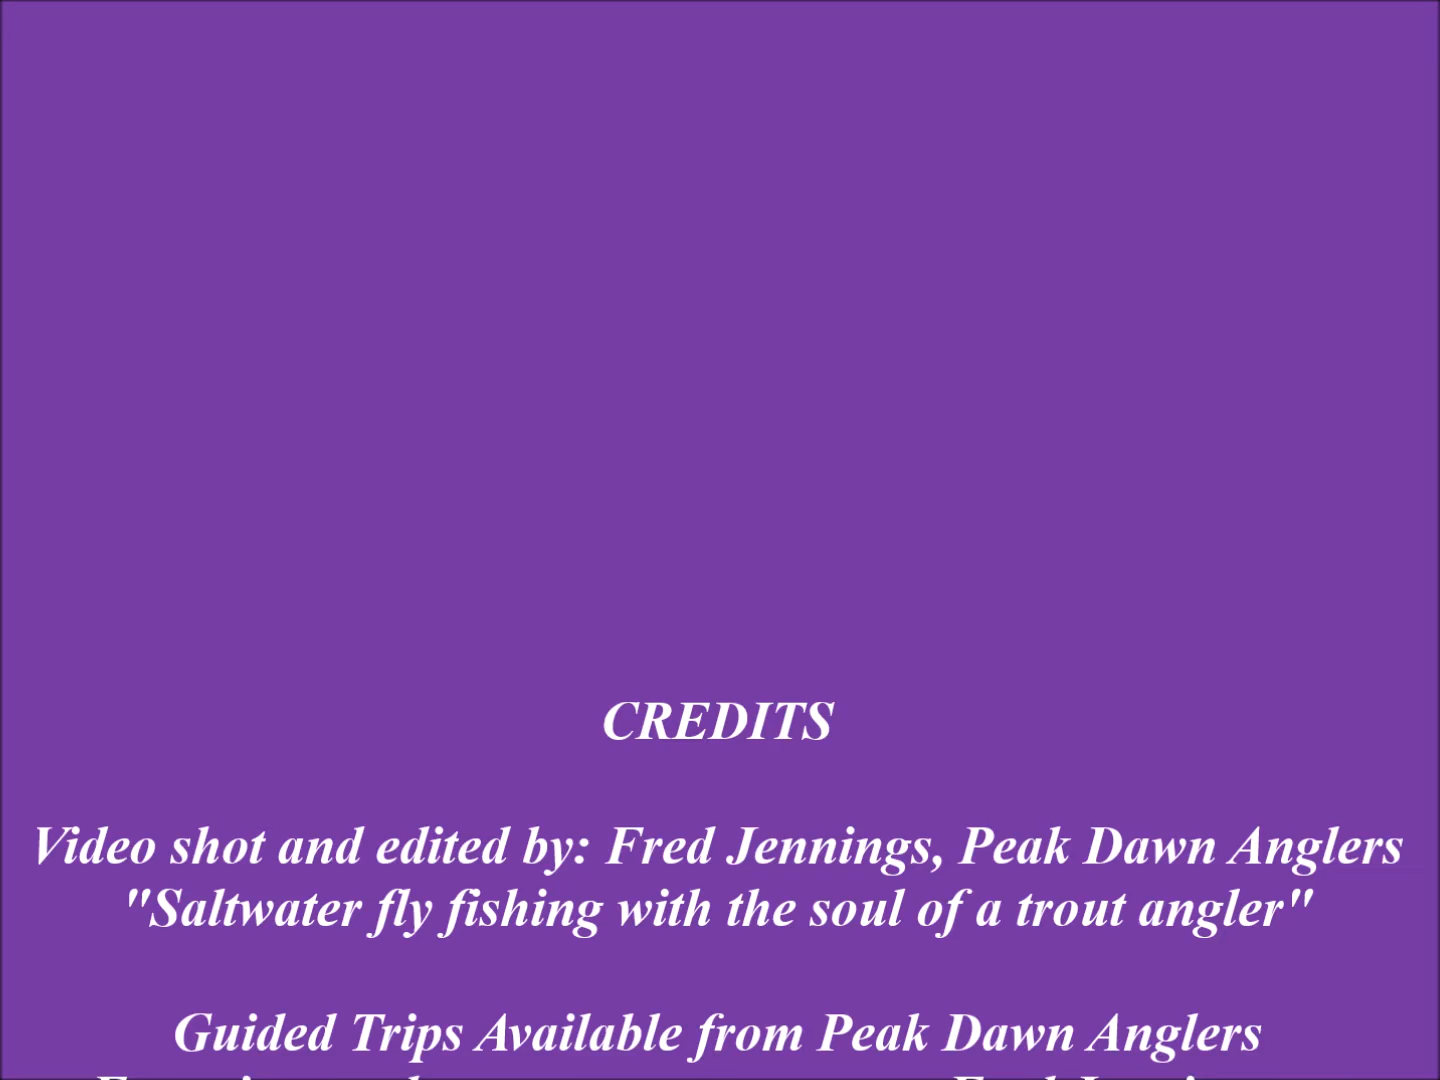 CREDITS
Video shot and edited by: Fred Jennings, Peak Dawn Anglers
"Saltwater fly fishing with the soul of a trout angler"
Guided Trips Available from Peak Dawn Anglers